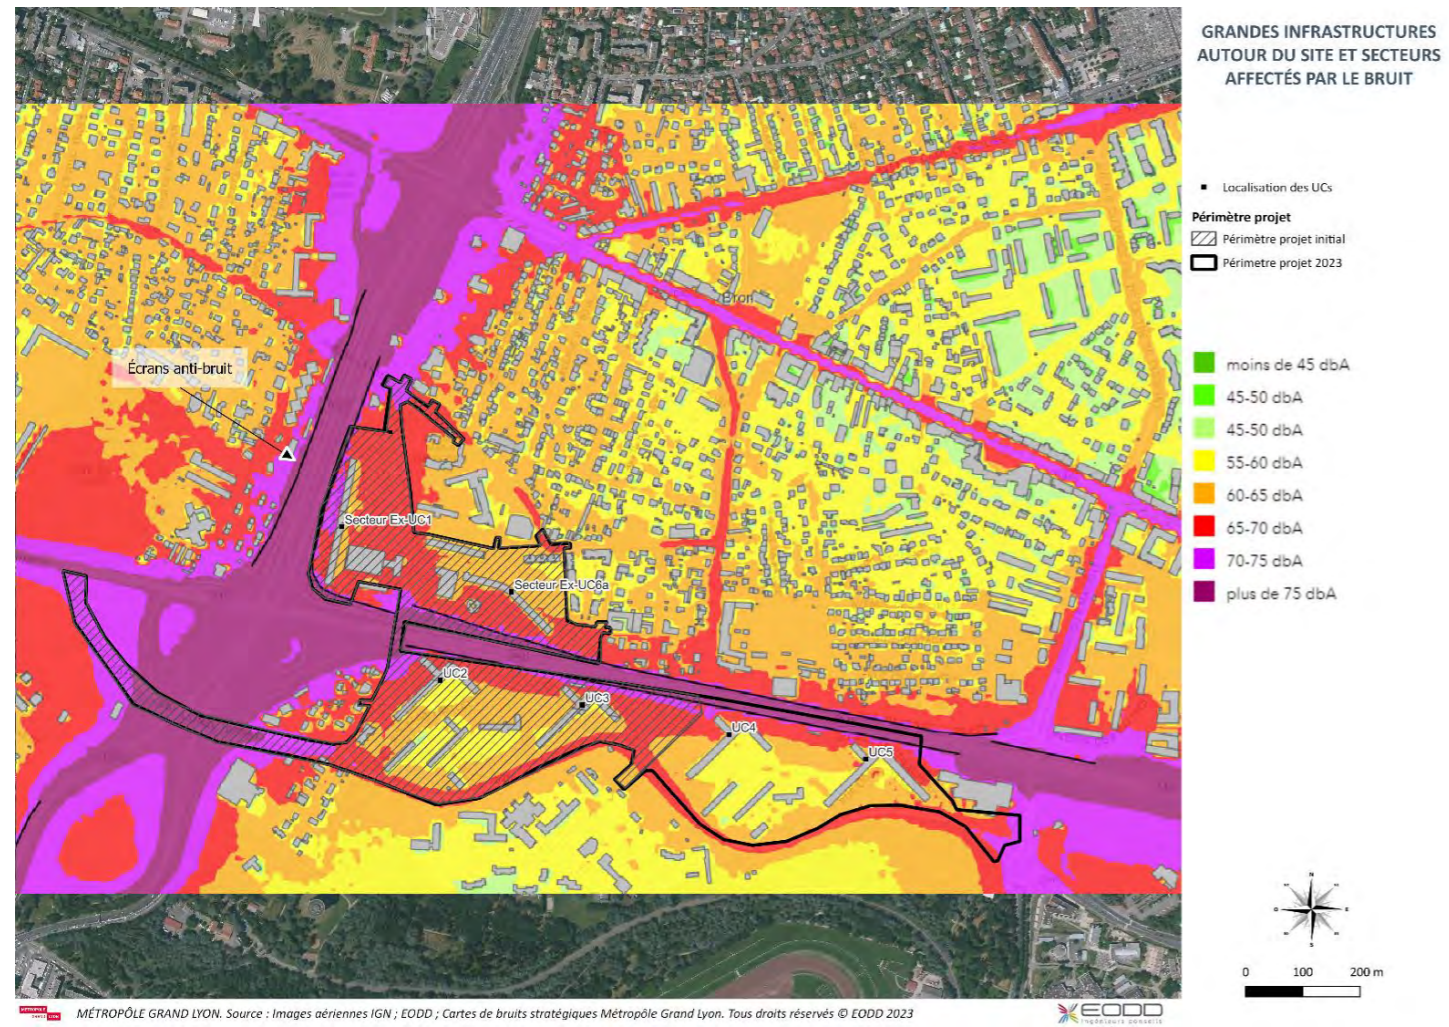 GRANDES INFRASTRUCTURES
AUTOUR DU SITE ET SECTEURS
AFFECTÉS PAR LE BRUIT
Localisation des UCs
Périmètre projet
Périmètre projet initial
Périmetre projet 2023
moins de 45 dbA
45-50 dbA
45-50 dbA
55-60 dbA
60-65 dbA
65-70 dbA
70-75 dbA
plus de 75 dbA
Écrans anti-bruit
Bron
Secteur Ex-UC1
Secteur Ex-UC6a
UC2
UC3
UC4
UC5
N
S
0 100 200 m
MÉTROPÔLE GRAND LYON. Source : Images aériennes IGN ; EODD ; Cartes de bruits stratégiques Métropole Grand Lyon. Tous droits réservés © EODD 2023
EODD
ingénieurs conseils